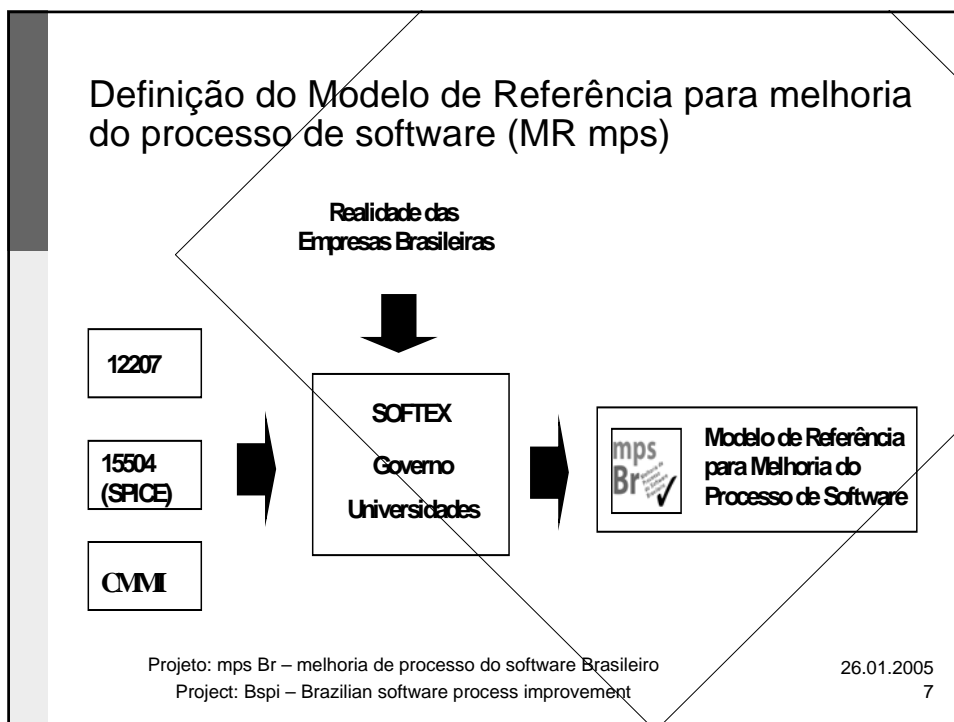 Definição do Modelo de Referência para melhoria
do processo de software (MR mps)
Realidade das
Empresas Brasileiras
12207
15504
(SPICE)
CMMI
SOFTEX
Governo
Universidades
mps
Br
Modelo de Referência
para Melhoria do
Processo de Software
Projeto: mps Br – melhoria de processo do software Brasileiro
Project: Bspi – Brazilian software process improvement
26.01.2005
7